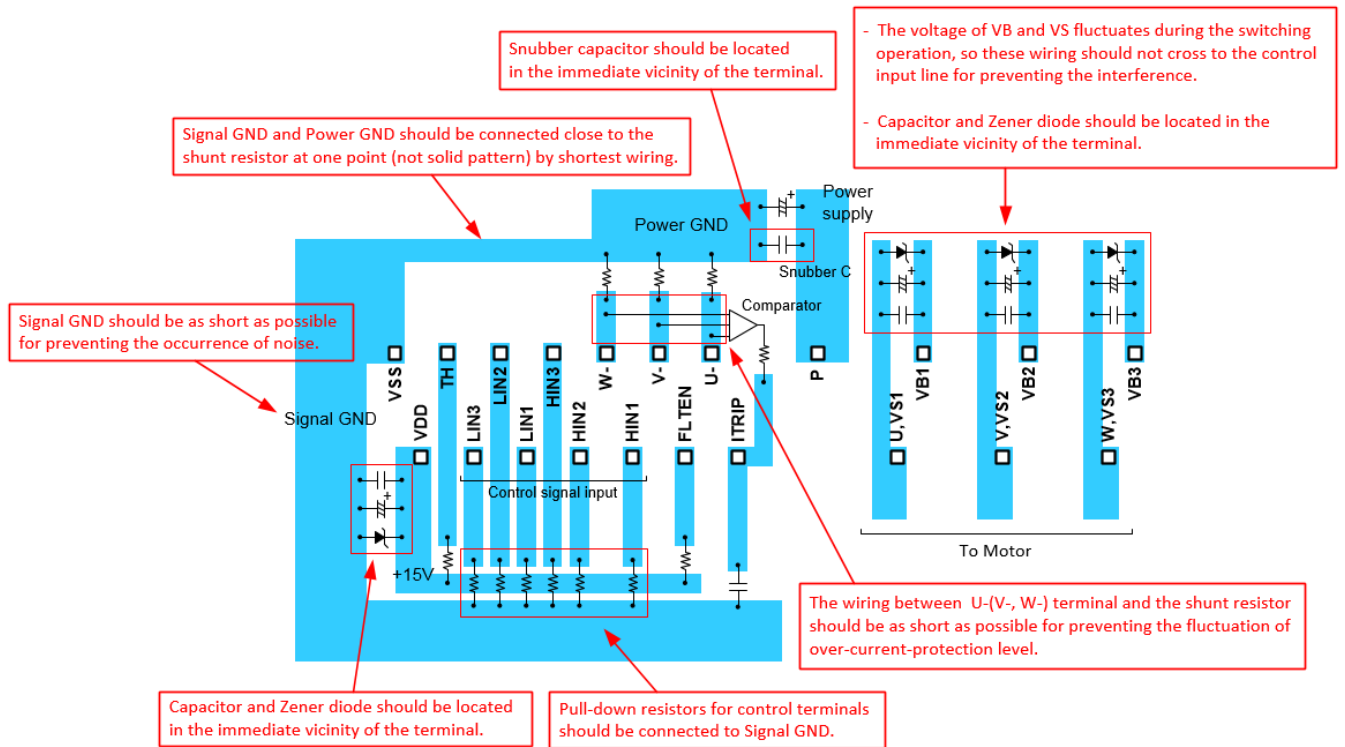 Snubber capacitor should be located
in the immediate vicinity of the terminal.
- The voltage of VB and VS fluctuates during the switching
operation, so these wiring should not cross to the control
input line for preventing the interference.
- Capacitor and Zener diode should be located in the
immediate vicinity of the terminal.
Signal GND and Power GND should be connected close to the
shunt resistor at one point (not solid pattern) by shortest wiring.
Power
supply
+
Power GND
Snubber C
Signal GND should be as short as possible
for preventing the occurrence of noise.
Comparator
+
+
+
VSS
TH
LIN2
HIN3
W-
V-
U-
P
VB1
VB2
VB3
Signal GND
VDD
LIN3
LIN1
HIN2
HIN1
FLTEN
ITRIP
U,VS1
V,VS2
W,VS3
+
Control signal input
To Motor
+15V
The wiring between U-(V-, W-) terminal and the shunt resistor
should be as short as possible for preventing the fluctuation of
over-current-protection level.
Capacitor and Zener diode should be located
in the immediate vicinity of the terminal.
Pull-down resistors for control terminals
should be connected to Signal GND.